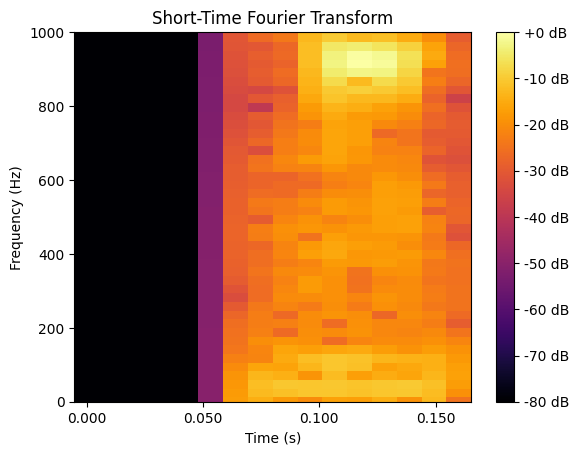 Short-Time Fourier Transform
1000
800
600
400
200
0
Frequency (Hz)
0.000
0.050
0.100
0.150
Time (s)
+0 dB
-10 dB
-20 dB
-30 dB
-40 dB
-50 dB
-60 dB
-70 dB
-80 dB